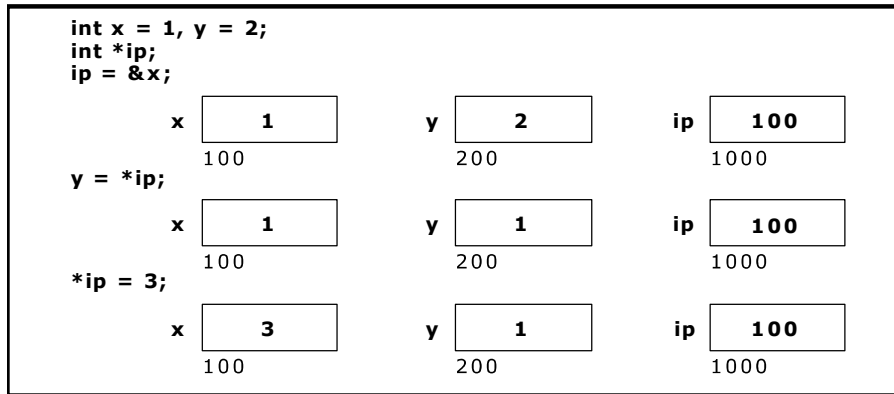 int x = 1, y = 2;
int *ip;
ip = &x;
x 1 y 2 ip 100
100 200 1000
y = *ip;
x 1 y 1 ip 100
100 200 1000
*ip = 3;
x 3 y 1 ip 100
100 200 1000